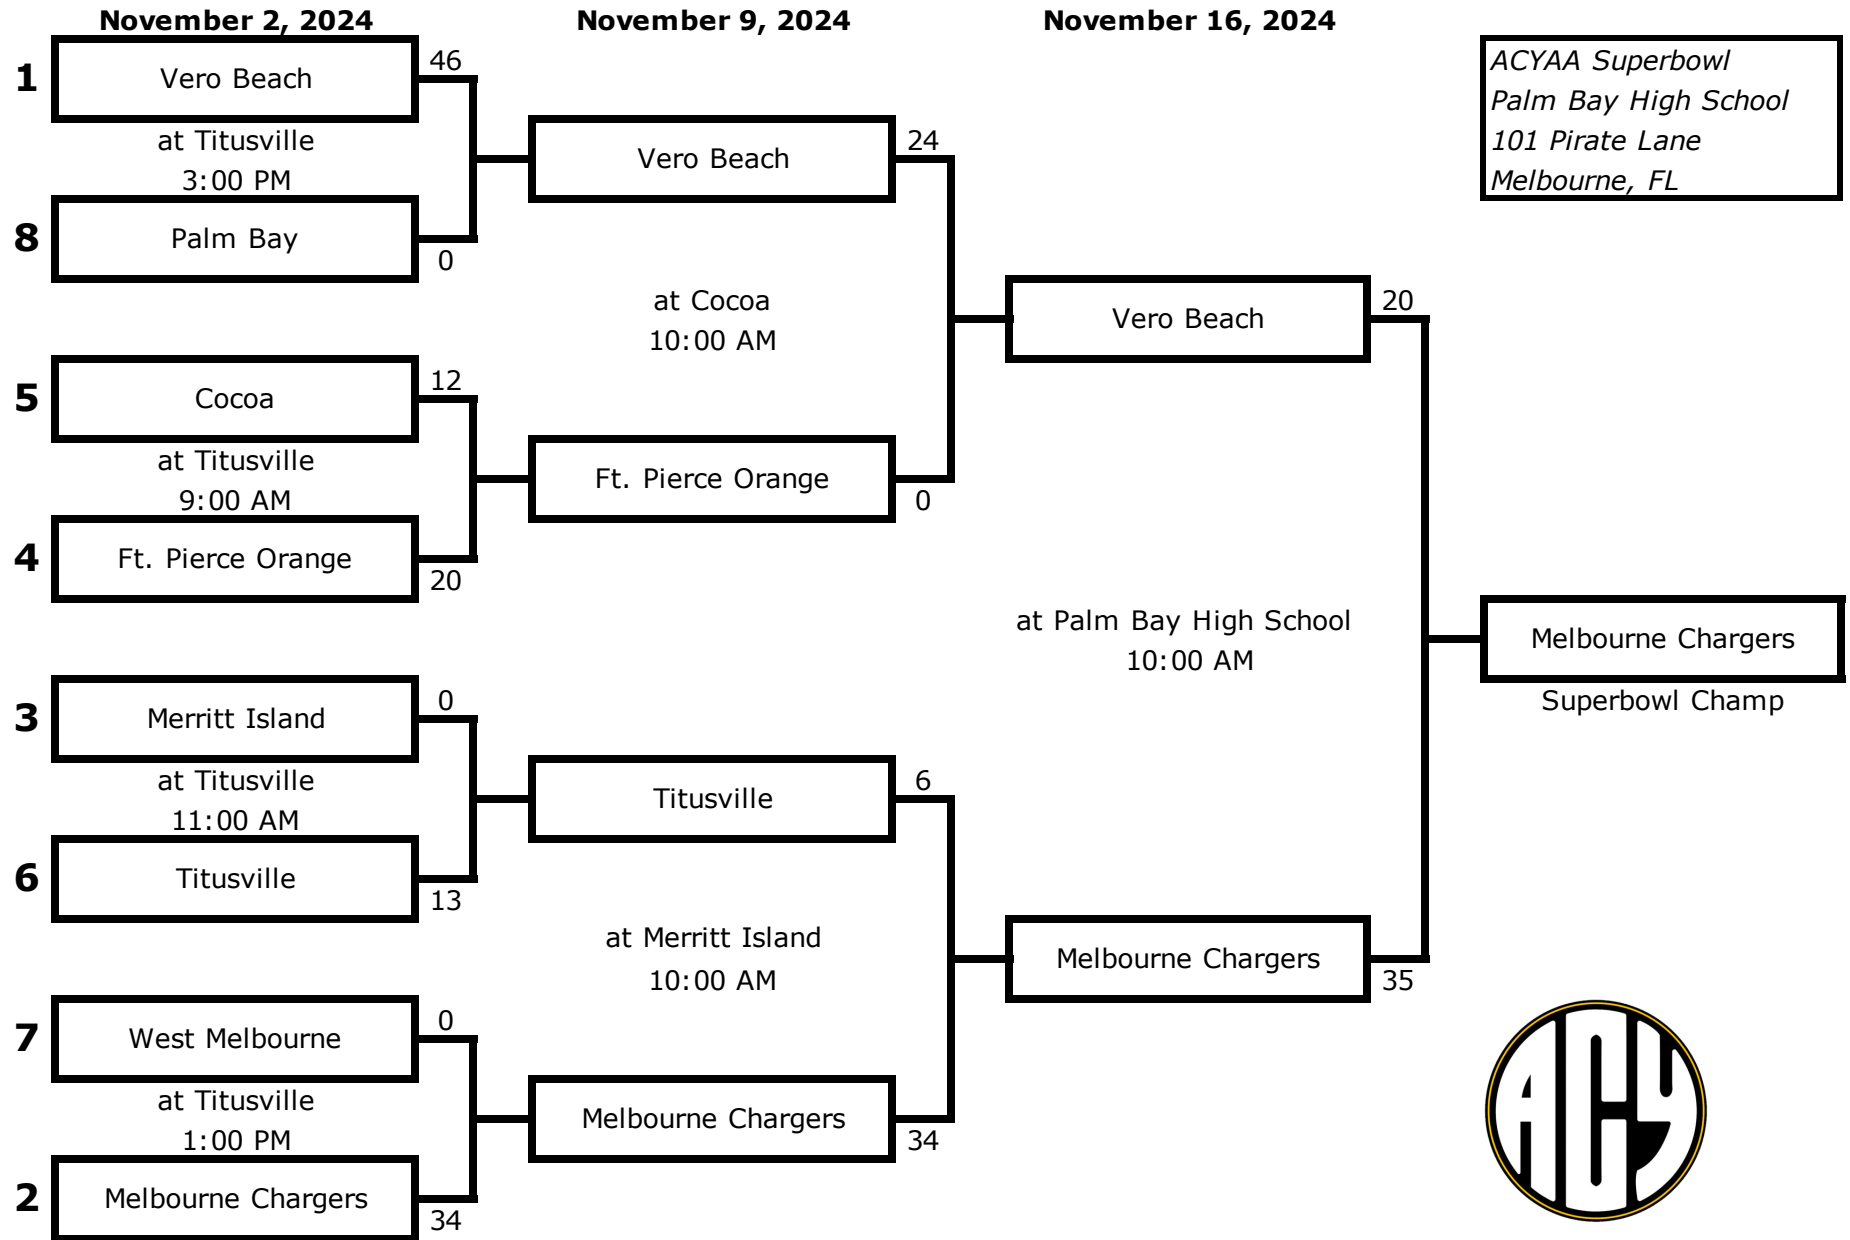 November 2, 2024
November 9, 2024
November 16, 2024
ACYAA Superbowl
Palm Bay High School
101 Pirate Lane
Melbourne, FL
1
Vero Beach
46
at Titusville
3:00 PM
8
Palm Bay
0
5
Cocoa
12
at Titusville
9:00 AM
4
Ft. Pierce Orange
20
3
Merritt Island
0
at Titusville
11:00 AM
6
Titusville
13
7
West Melbourne
0
at Titusville
1:00 PM
2
Melbourne Chargers
34
Vero Beach
24
at Cocoa
10:00 AM
Ft. Pierce Orange
0
Titusville
6
at Merritt Island
10:00 AM
Melbourne Chargers
34
Vero Beach
20
at Palm Bay High School
10:00 AM
Melbourne Chargers
35
Melbourne Chargers
Superbowl Champ
ACY